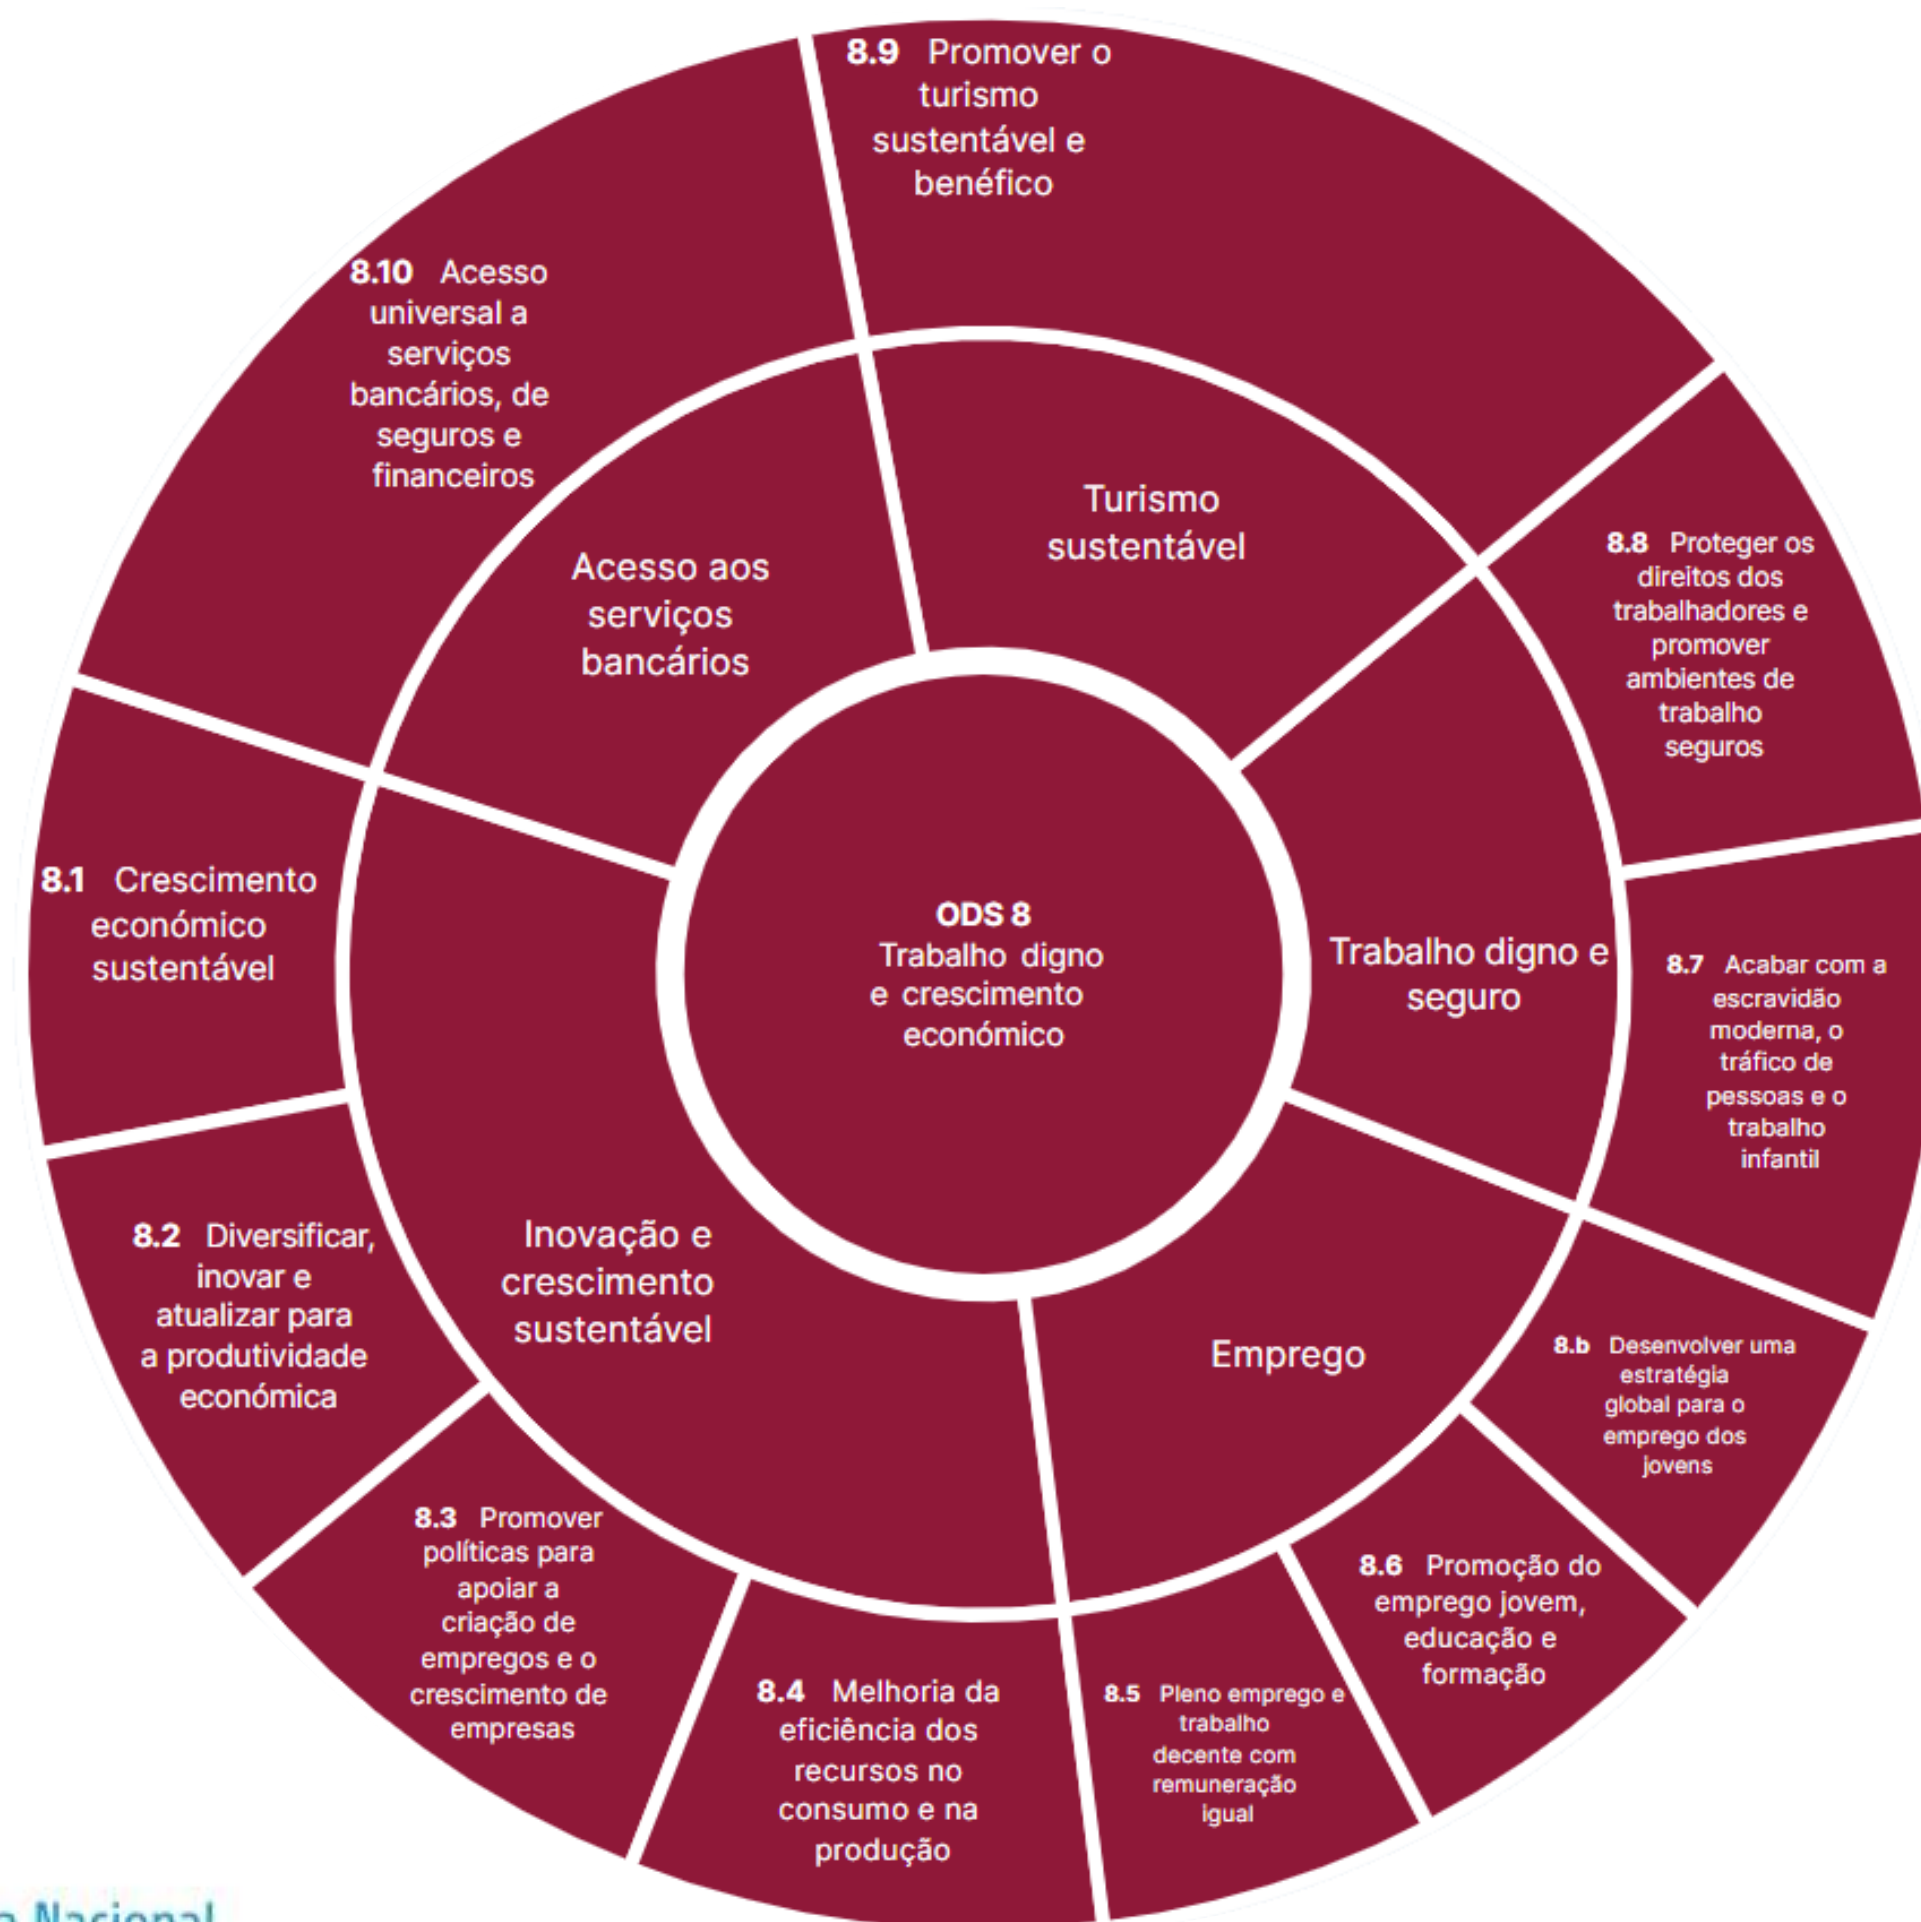 8.9 Promover o
turismo
sustentável e
benéfico
8.10 Acesso
universal a
serviços
bancários, de
seguros e
financeiros
Turismo
sustentável
Acesso aos
serviços
bancários
8.8 Proteger os
direitos dos
trabalhadores e
promover
ambientes de
trabalho
seguros
8.1 Crescimento
económico
sustentável
ODS 8
Trabalho digno
e crescimento
económico
Trabalho digno e
seguro
8.7 Acabar com a
escravidão
moderna, o
tráfico de
pessoas e o
trabalho
infantil
8.2 Diversificar,
inovar e
atualizar para
a produtividade
económica
Inovação e
crescimento
sustentável
Emprego
8.b Desenvolver uma
estratégia
global para o
emprego dos
jovens
8.3 Promover
políticas para
apoiar a
criação de
empregos e o
crescimento de
empresas
8.6 Promoção do
emprego jovem,
educação e
formação
8.4 Melhoria da
eficiência dos
recursos no
consumo e na
produção
8.5 Pleno emprego e
trabalho
decente com
remuneração
igual
Nacional